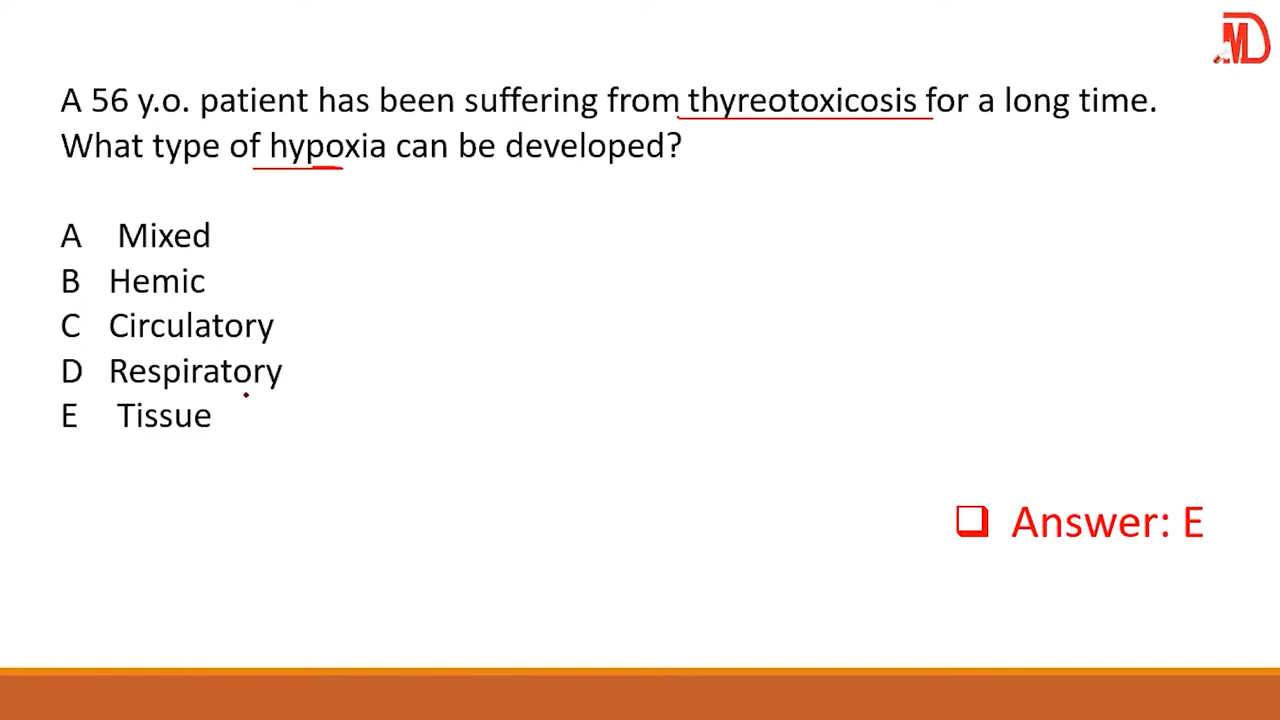 MD
A 56 y.o. patient has been suffering from thyreotoxicosis for a long time.
What type of hypoxia can be developed?
A Mixed
B Hemic
C Circulatory
D Respiratory
E Tissue
Answer: E